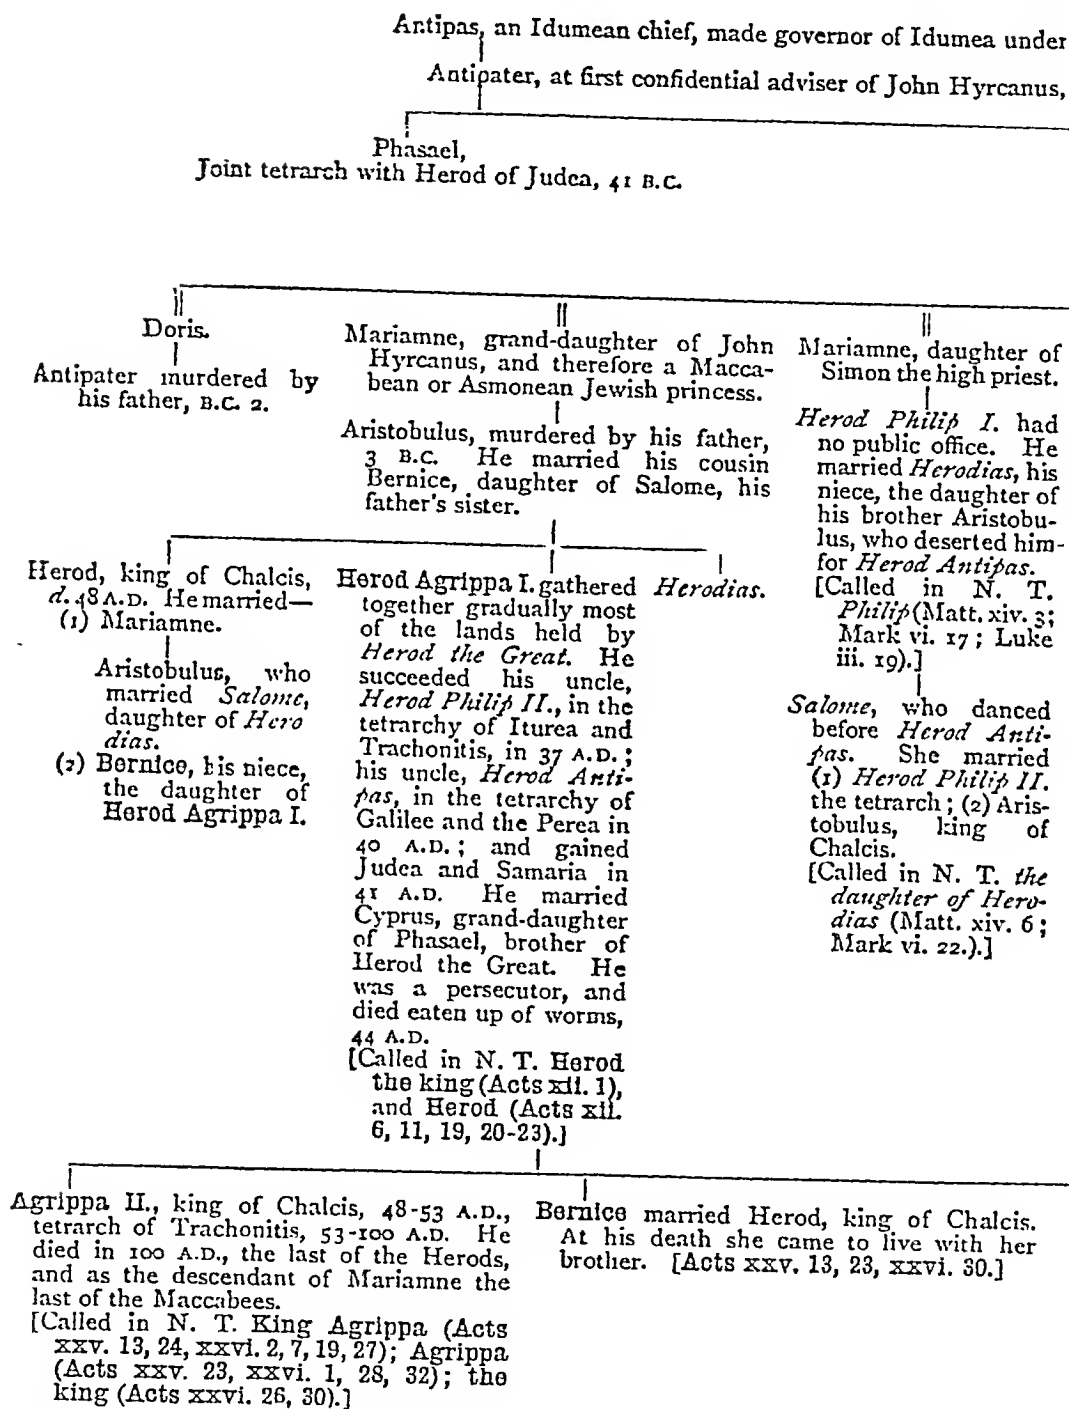 Antipas, an Idumean chief, made governor of Idumea under
Antipater, at first confidential adviser of John Hyrcanus,
Phasael,
Joint tetrarch with Herod of Judea, 41 B.C.
Doris.
Antipater murdered by
his father, B.C. 2.
Mariamne, grand-daughter of John
Hyrcanus, and therefore a Macca-
bean or Asmonean Jewish princess.
Aristobulus, murdered by his father,
3 B.C. He married his cousin
Bernice, daughter of Salome, his
father's sister.
Mariamne, daughter of
Simon the high priest.
Herod Philip I. had
no public office. He
married Herodias, his
niece, the daughter of
his brother Aristobu-
lus, who deserted him
for Herod Antipas.
[Called in N. T.
Philip (Matt. xiv. 3;
Mark vi. 17; Luke
iii. 19).]
Salome, who danced
before Herod Anti-
pas. She married
(1) Herod Philip II.
the tetrarch; (2) Aris-
tobulus, king of
Chalcis.
[Called in N. T. the
daughter of Hero-
dias (Matt. xiv. 6;
Mark vi. 22.).]
Herod, king of Chalcis,
d. 48 A.D. He married—
(1) Mariamne.
Aristobulus, who
married Salome,
daughter of Hero
dias.
(2) Bernice, his niece,
the daughter of
Herod Agrippa I.
Herod Agrippa I. gathered
together gradually most
of the lands held by
Herod the Great. He
succeeded his uncle,
Herod Philip II., in the
tetrarchy of Iturea and
Trachonitis, in 37 A.D.;
his uncle, Herod Anti-
pas, in the tetrarchy of
Galilee and the Perea in
40 A.D.; and gained
Judea and Samaria in
41 A.D. He married
Cyprus, grand-daughter
of Phasael, brother of
Herod the Great. He
was a persecutor, and
died eaten up of worms,
44 A.D.
[Called in N. T. Herod
the king (Acts xii. 1),
and Herod (Acts xii.
6, 11, 19, 20-23).]
Herodias.
Agrippa II., king of Chalcis, 48-53 A.D.,
tetrarch of Trachonitis, 53-100 A.D. He
died in 100 A.D., the last of the Herods,
and as the descendant of Mariamne the
last of the Maccabees.
[Called in N. T. King Agrippa (Acts
xxv. 13, 24, xxvi. 2, 7, 19, 27); Agrippa
(Acts xxv. 23, xxvi. 1, 28, 32); the
king (Acts xxvi. 26, 30).]
Bernice married Herod, king of Chalcis.
At his death she came to live with her
brother. [Acts xxv. 13, 23, xxvi. 30.]